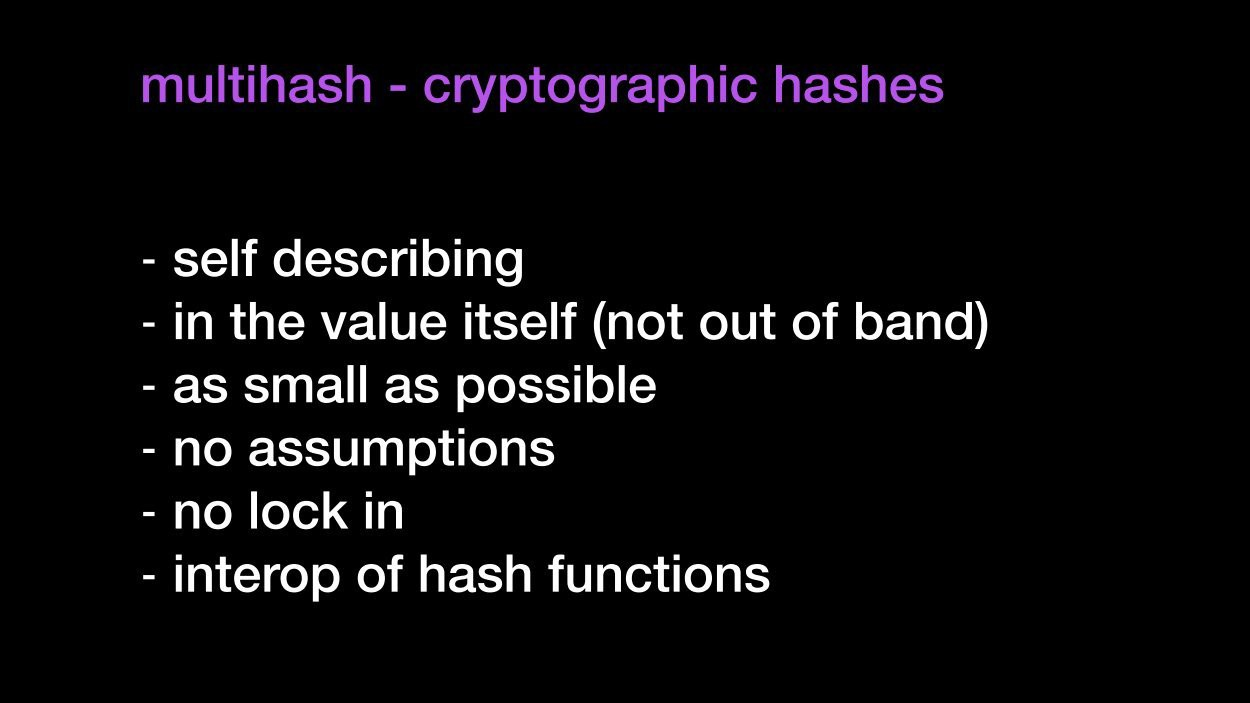 multihash - cryptographic hashes
- self describing
- in the value itself (not out of band)
- as small as possible
- no assumptions
- no lock in
- interop of hash functions